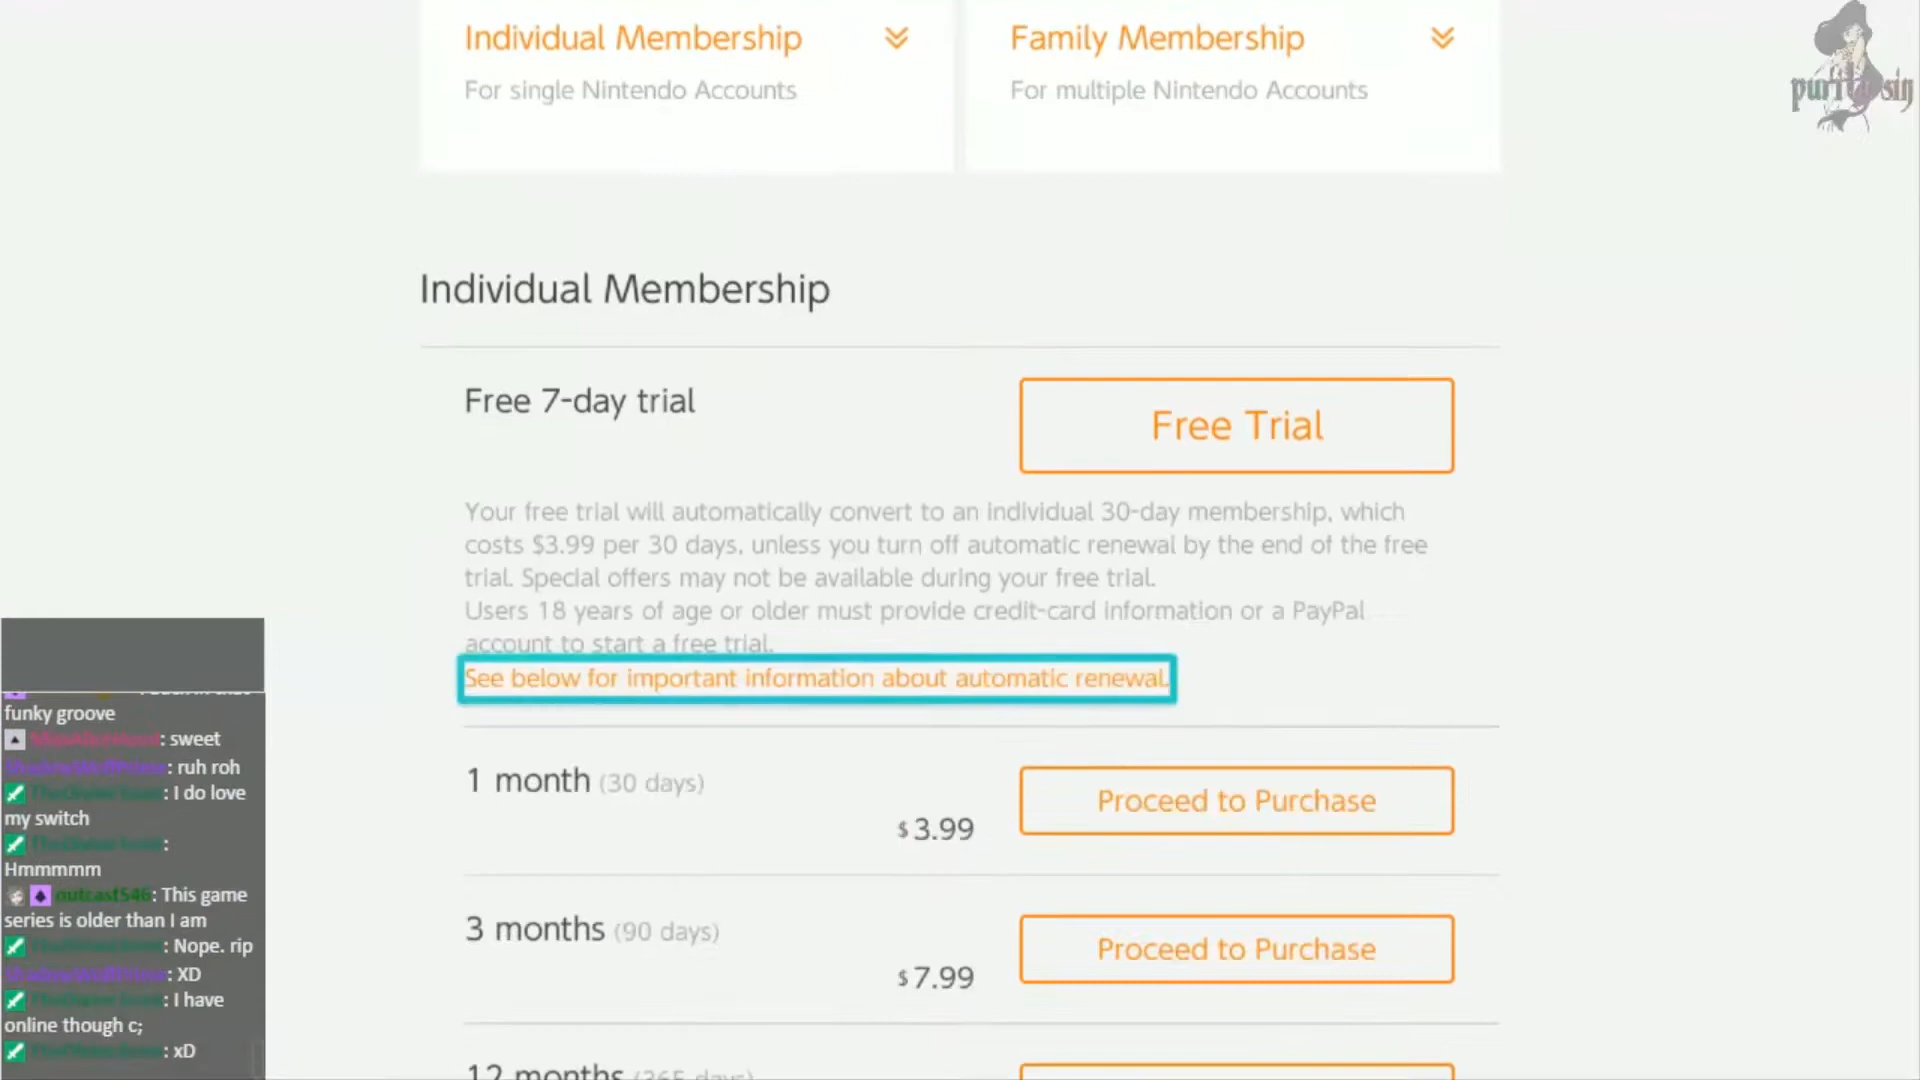 Individual Membership
For single Nintendo Accounts
Family Membership
For multiple Nintendo Accounts
Individual Membership
Free 7-day trial
Free Trial
Your free trial will automatically convert to an individual 30-day membership, which
costs $3.99 per 30 days, unless you turn off automatic renewal by the end of the free
trial. Special offers may not be available during your free trial.
Users 18 years of age or older must provide credit-card information or a PayPal
account to start a free trial.
See below for important information about automatic renewal.
1 month (30 days)
$3.99
Proceed to Purchase
3 months (90 days)
$7.99
Proceed to Purchase
12 months (365 days)
funky groove
: sweet
: ruh roh
: I do love
my switch
:
Hmmmmm
outcast546: This game
series is older than I am
: Nope. rip
: XD
: I have
online though c;
: xD